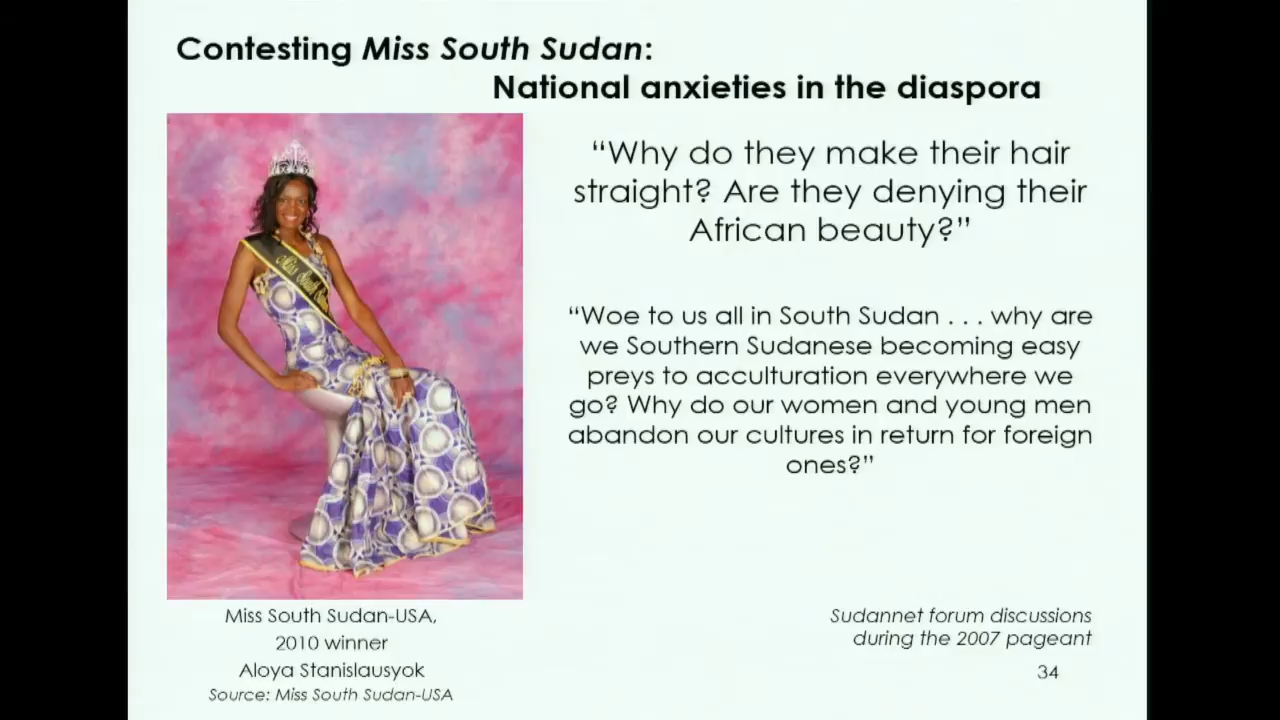 Contesting Miss South Sudan:
National anxieties in the diaspora
“Why do they make their hair
straight? Are they denying their
African beauty?”
“Woe to us all in South Sudan . . . why are
we Southern Sudanese becoming easy
preys to acculturation everywhere we
go? Why do our women and young men
abandon our cultures in return for foreign
ones?”
Miss South
Miss South Sudan-USA,
2010 winner
Aloya Stanislausyok
Source: Miss South Sudan-USA
Sudannet forum discussions
during the 2007 pageant
34